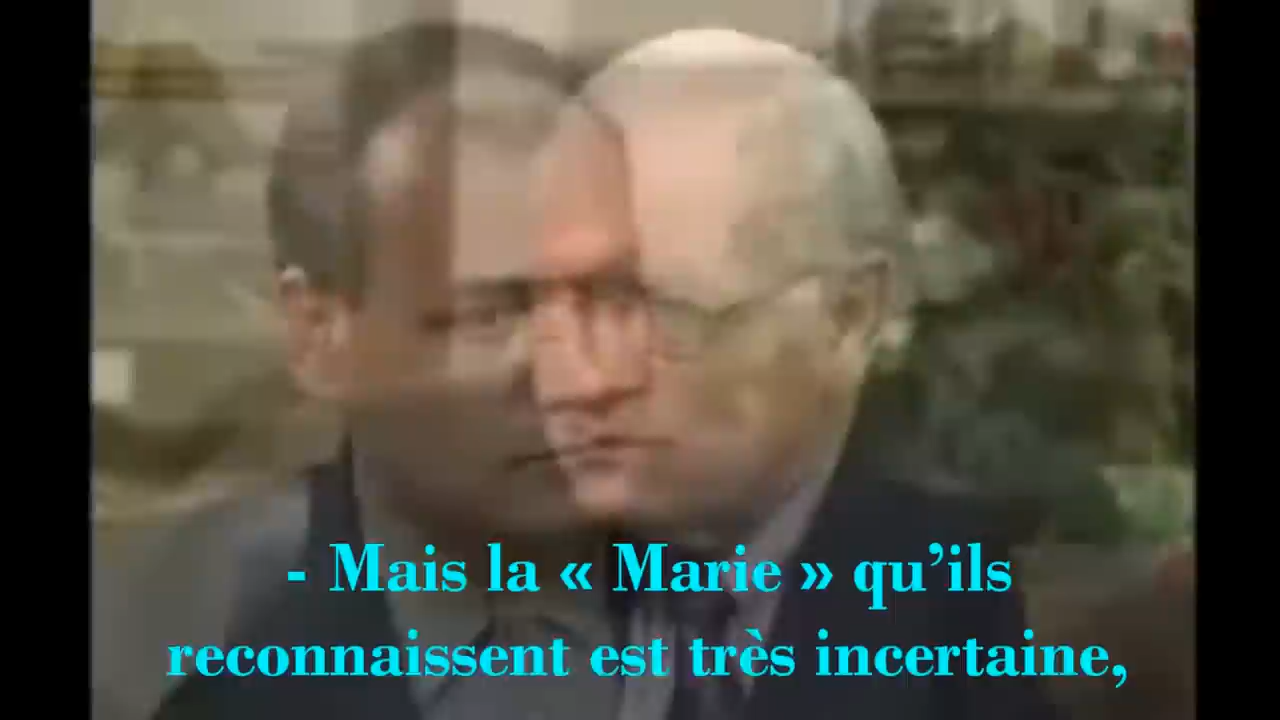 - Mais la « Marie » qu’ils
reconnaissent est très incertaine,